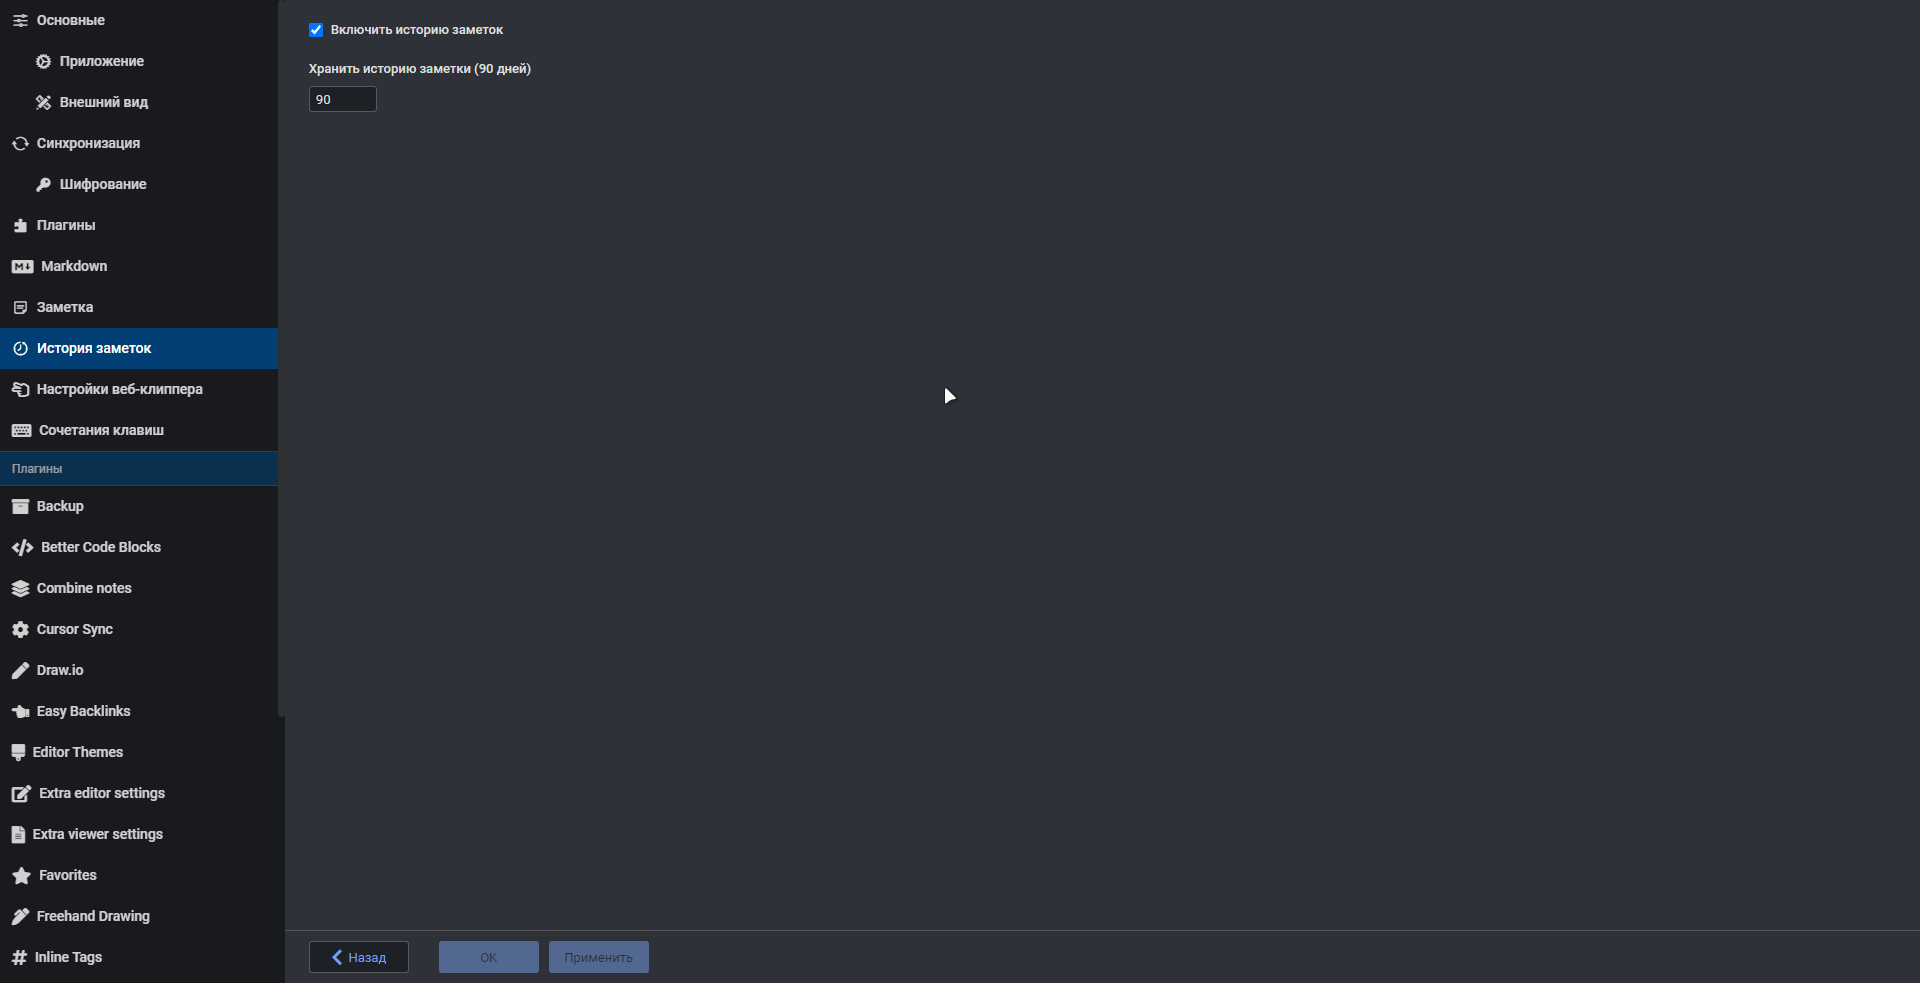 Основные
Приложение
Внешний вид
Синхронизация
Шифрование
Плагины
Markdown
Заметка
История заметок
Настройки веб-клиппера
Сочетания клавиш
Плагины
Backup
Better Code Blocks
Combine notes
Cursor Sync
Draw.io
Easy Backlinks
Editor Themes
Extra editor settings
Extra viewer settings
Favorites
Freehand Drawing
Inline Tags
Включить историю заметок
Хранить историю заметки (90 дней)
90
Назад
OK
Применить